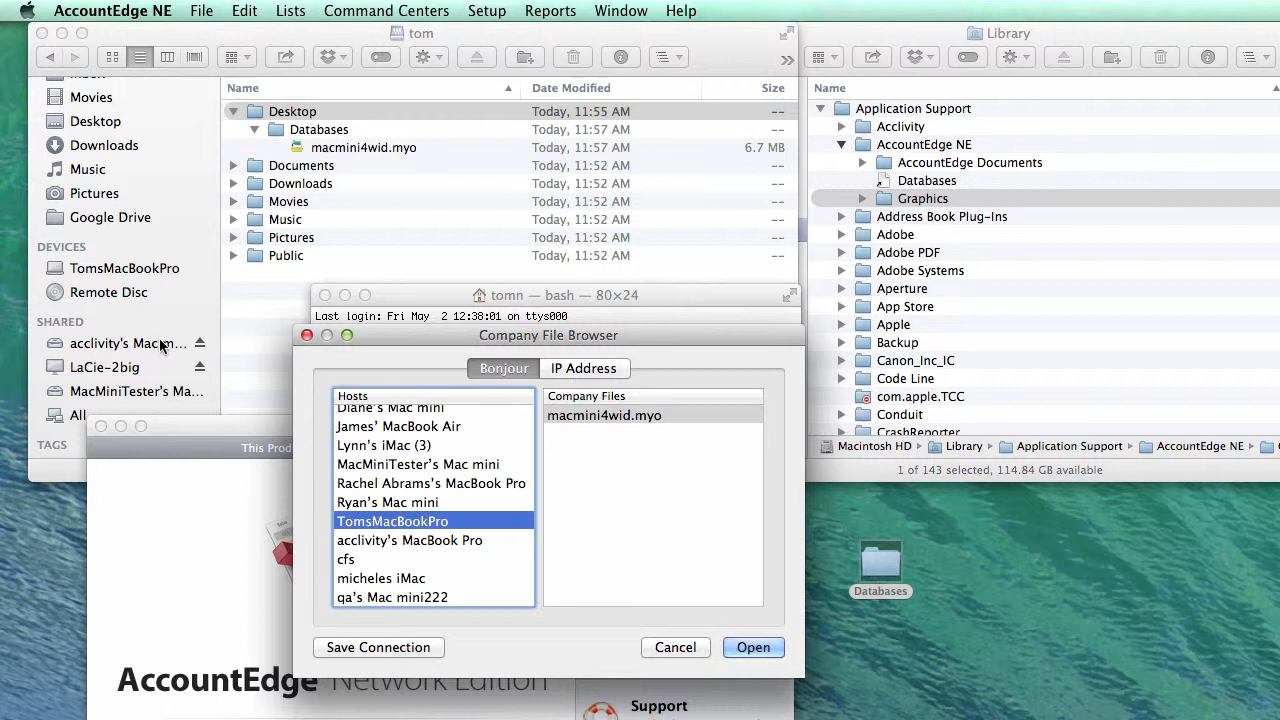 AccountEdge NE File Edit Lists Command Centers Setup Reports Window Help
tom
Name Date Modified Size
Movies
Desktop
Downloads
Music
Pictures
Google Drive
DEVICES
TomsMacBookPro
Remote Disc
SHARED
acclivity's Mac m...
LaCie-2big
MacMiniTester's Ma...
All...
TAGS
Desktop Today, 11:55 AM --
Databases Today, 11:57 AM --
macmini4wid.myo Today, 11:57 AM 6.7 MB
Documents Today, 11:52 AM --
Downloads Today, 11:52 AM --
Movies Today, 11:52 AM --
Music Today, 11:52 AM --
Pictures Today, 11:52 AM --
Public Today, 11:52 AM --
Library
Name
Application Support
Acclivity
AccountEdge NE
AccountEdge Documents
Databases
Graphics
Address Book Plug-Ins
Adobe
Adobe PDF
Adobe Systems
Aperture
App Store
Apple
Backup
Canon_Inc_IC
Code Line
com.apple.TCC
Conduit
CrashReporter
Macintosh HD Library Application Support AccountEdge NE
1 of 143 selected, 114.84 GB available
tomn — bash — 80×24
Last login: Fri May  2 12:38:01 on ttys000
Company File Browser
Bonjour IP Address
Hosts
Diane's Mac mini
James' MacBook Air
Lynn's iMac (3)
MacMiniTester's Mac mini
Rachel Abrams's MacBook Pro
Ryan's Mac mini
TomsMacBookPro
acclivity's MacBook Pro
cfs
micheles iMac
qa's Mac mini222
Company Files
macmini4wid.myo
Save Connection Cancel Open
This Prod
AccountEdge Network Edition
Support
Databases